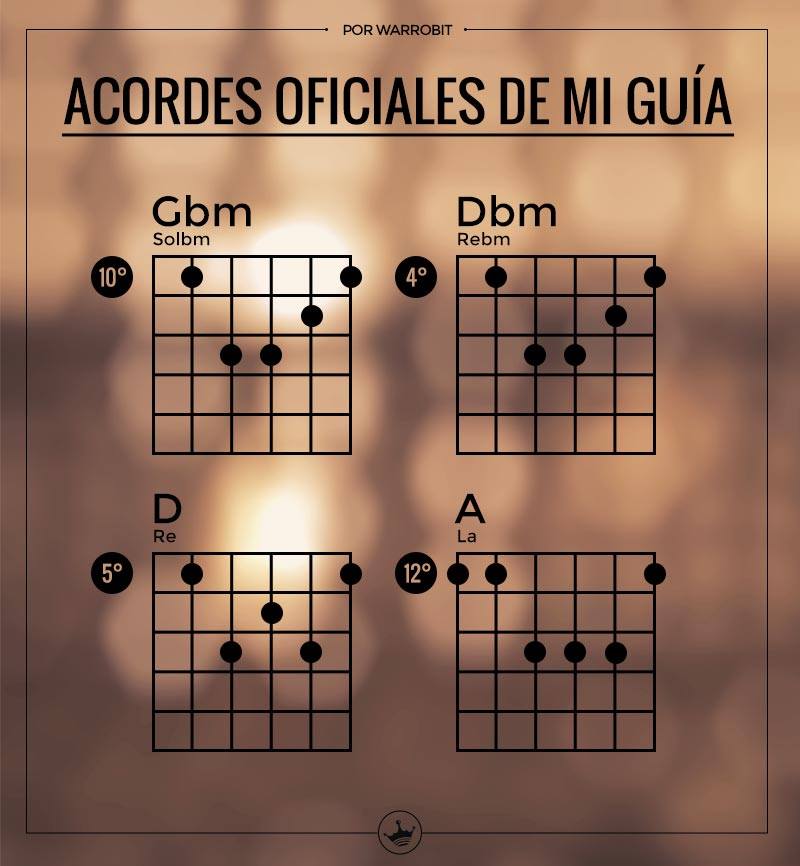 POR WARROBIT
ACORDES OFICIALES DE MI GUÍA
Gbm
Solbm
10°
Dbm
Rebm
4°
D
Re
5°
A
La
12°